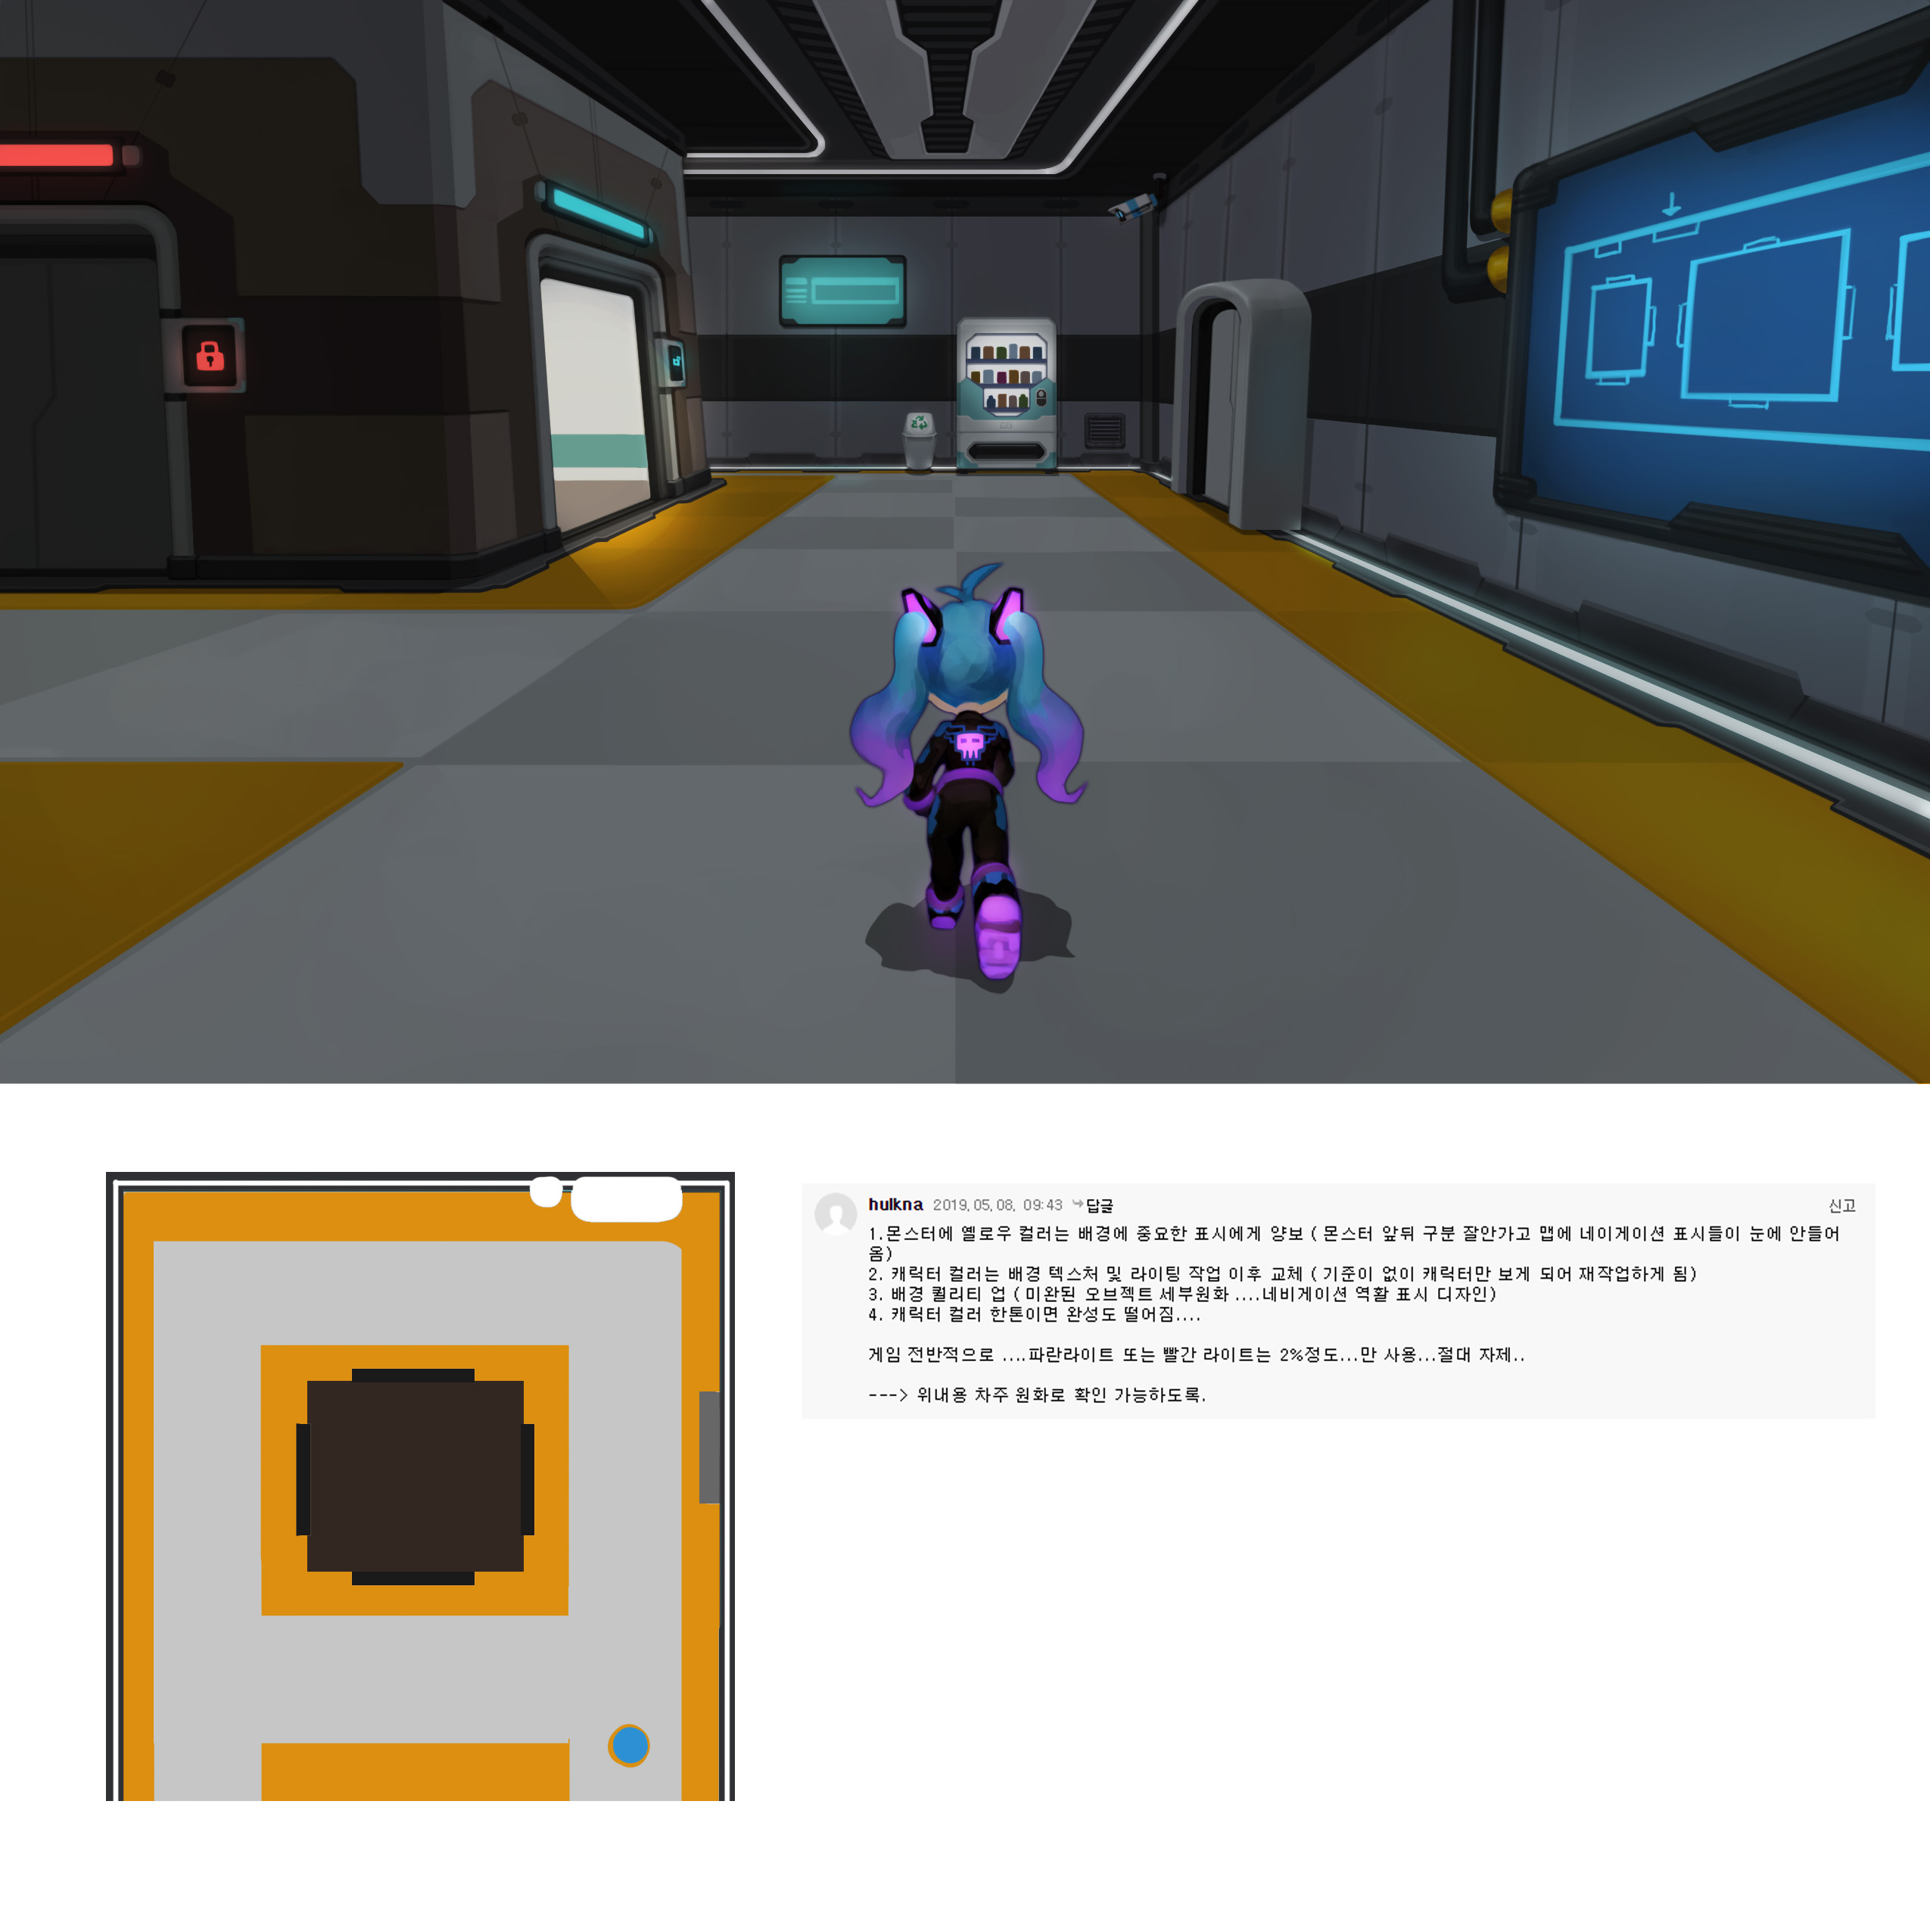 hulkna 2019, 05, 08, 09:43 답글 신고
1.몬스터에 옐로우 컬러는 배경에 중요한 표시에게 양보 ( 몬스터 앞뒤 구분 잘안가고 맵에 네이게이션 표시들이 눈에 안들어
옴)
2. 캐릭터 컬러는 배경 텍스처 및 라이팅 작업 이후 교체 ( 기준이 없이 캐릭터만 보게 되어 재작업하게 됨)
3. 배경 퀄리티 업 ( 미완된 오브젝트 세부원화 ....네비게이션 역활 표시 디자인)
4. 캐릭터 컬러 한톤이면 완성도 떨어짐....
게임 전반적으로 ....파란라이트 또는 빨간 라이트는 2%정도...만 사용...절대 자제..
---> 위내용 차주 원화로 확인 가능하도록.